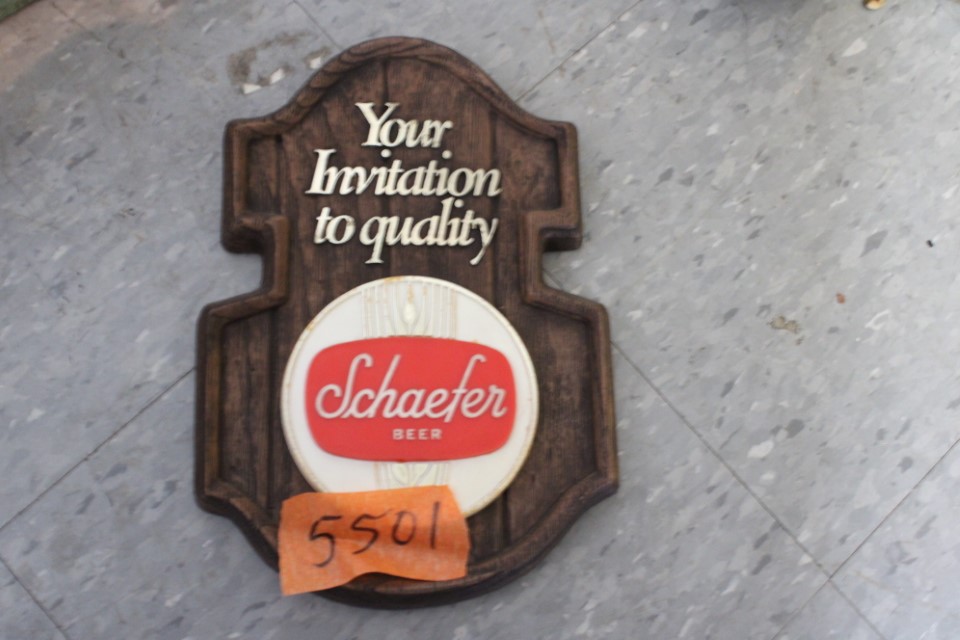 Your
Invitation
to quality
Schaefer
BEER
5501